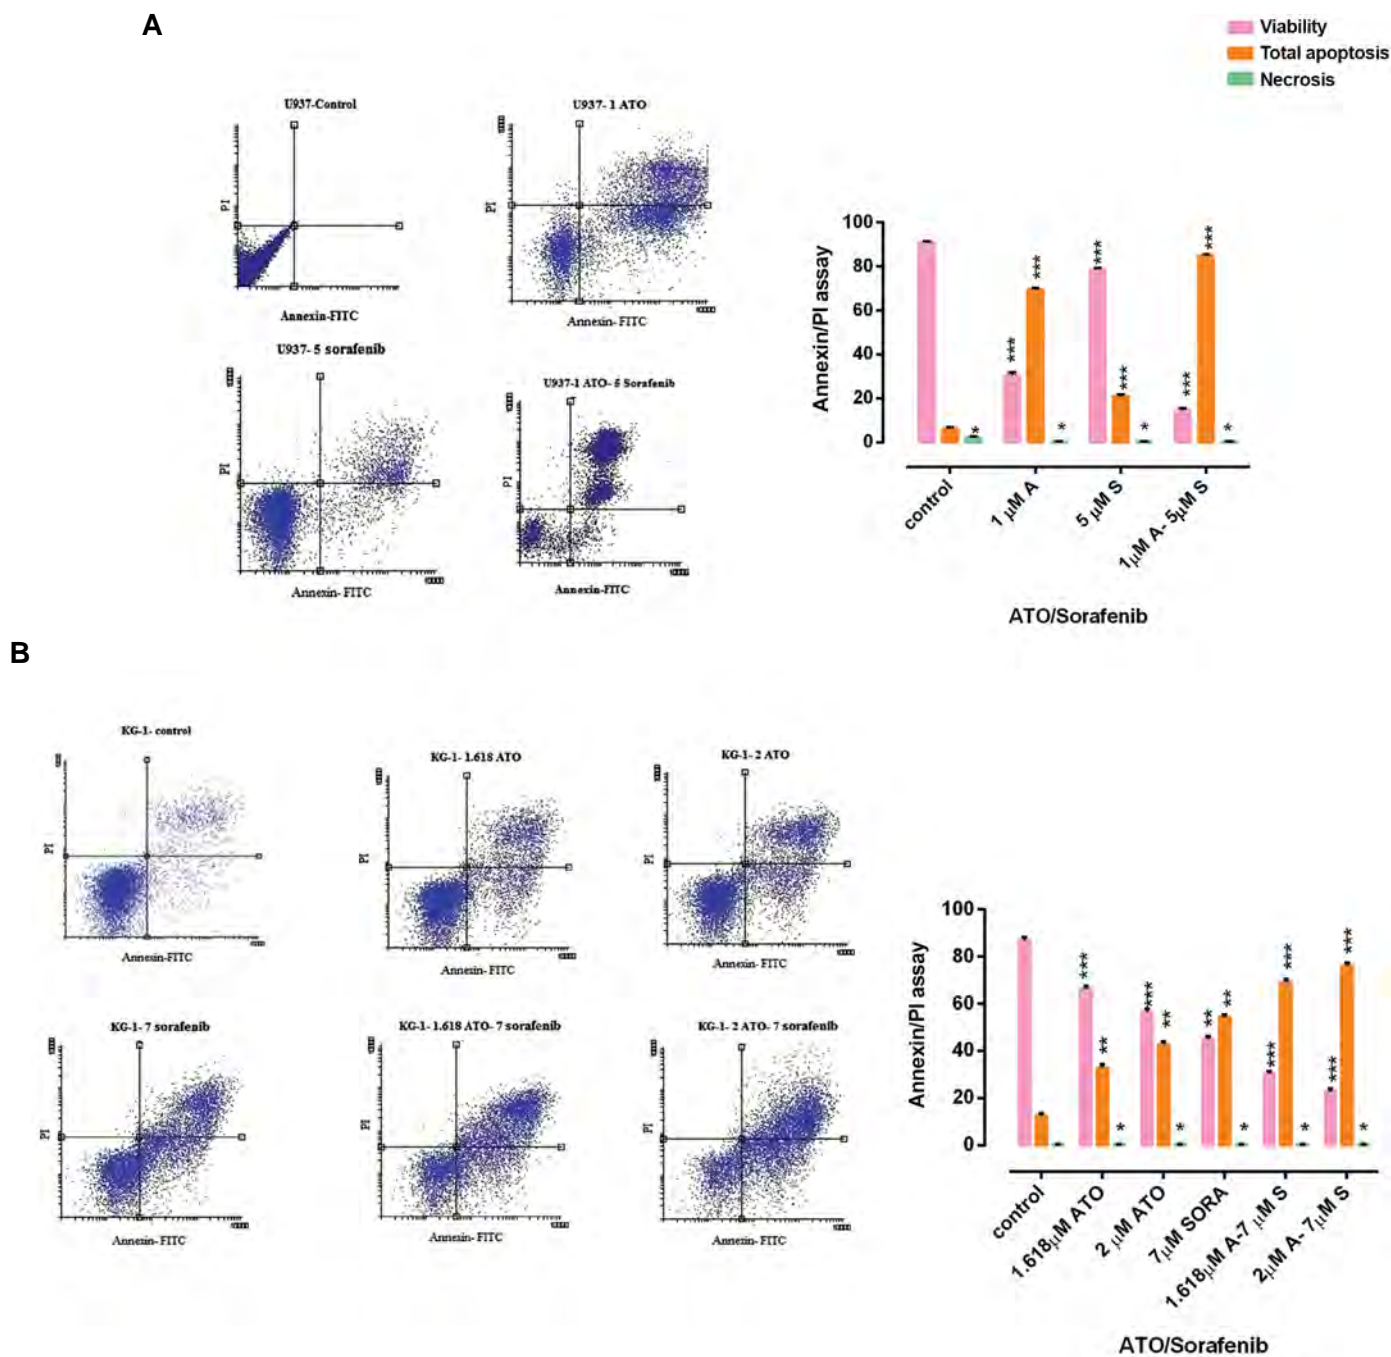 A
Viability
Total apoptosis
Necrosis
U937-Control
PI
Annexin-FITC
U937- 1 ATO
PI
Annexin- FITC
U937- 5 sorafenib
PI
Annexin- FITC
U937-1 ATO- 5 Sorafenib
PI
Annexin-FITC
Annexin/PI assay
100
80
60
40
20
0
***
***
***
***
***
***
*
*
*
*
control
1 µM A
5 µM S
1µM A- 5µM S
ATO/Sorafenib
B
KG-1- control
PI
Annexin-FITC
KG-1- 1.618 ATO
PI
Annexin- FITC
KG-1-2 ATO
PI
Annexin- FITC
KG-1- 7 sorafenib
PI
Annexin- FITC
KG-1- 1.618 ATO- 7 sorafenib
PI
Annexin- FITC
KG-1- 2 ATO- 7 sorafenib
PI
Annexin- FITC
Annexin/PI assay
100
80
60
40
20
0
***
**
*
***
**
*
**
**
*
***
***
*
***
***
*
control
1.618µM ATO
2 µM ATO
7µM SORA
1.618µM A-7 µM S
2µM A- 7µM S
ATO/Sorafenib